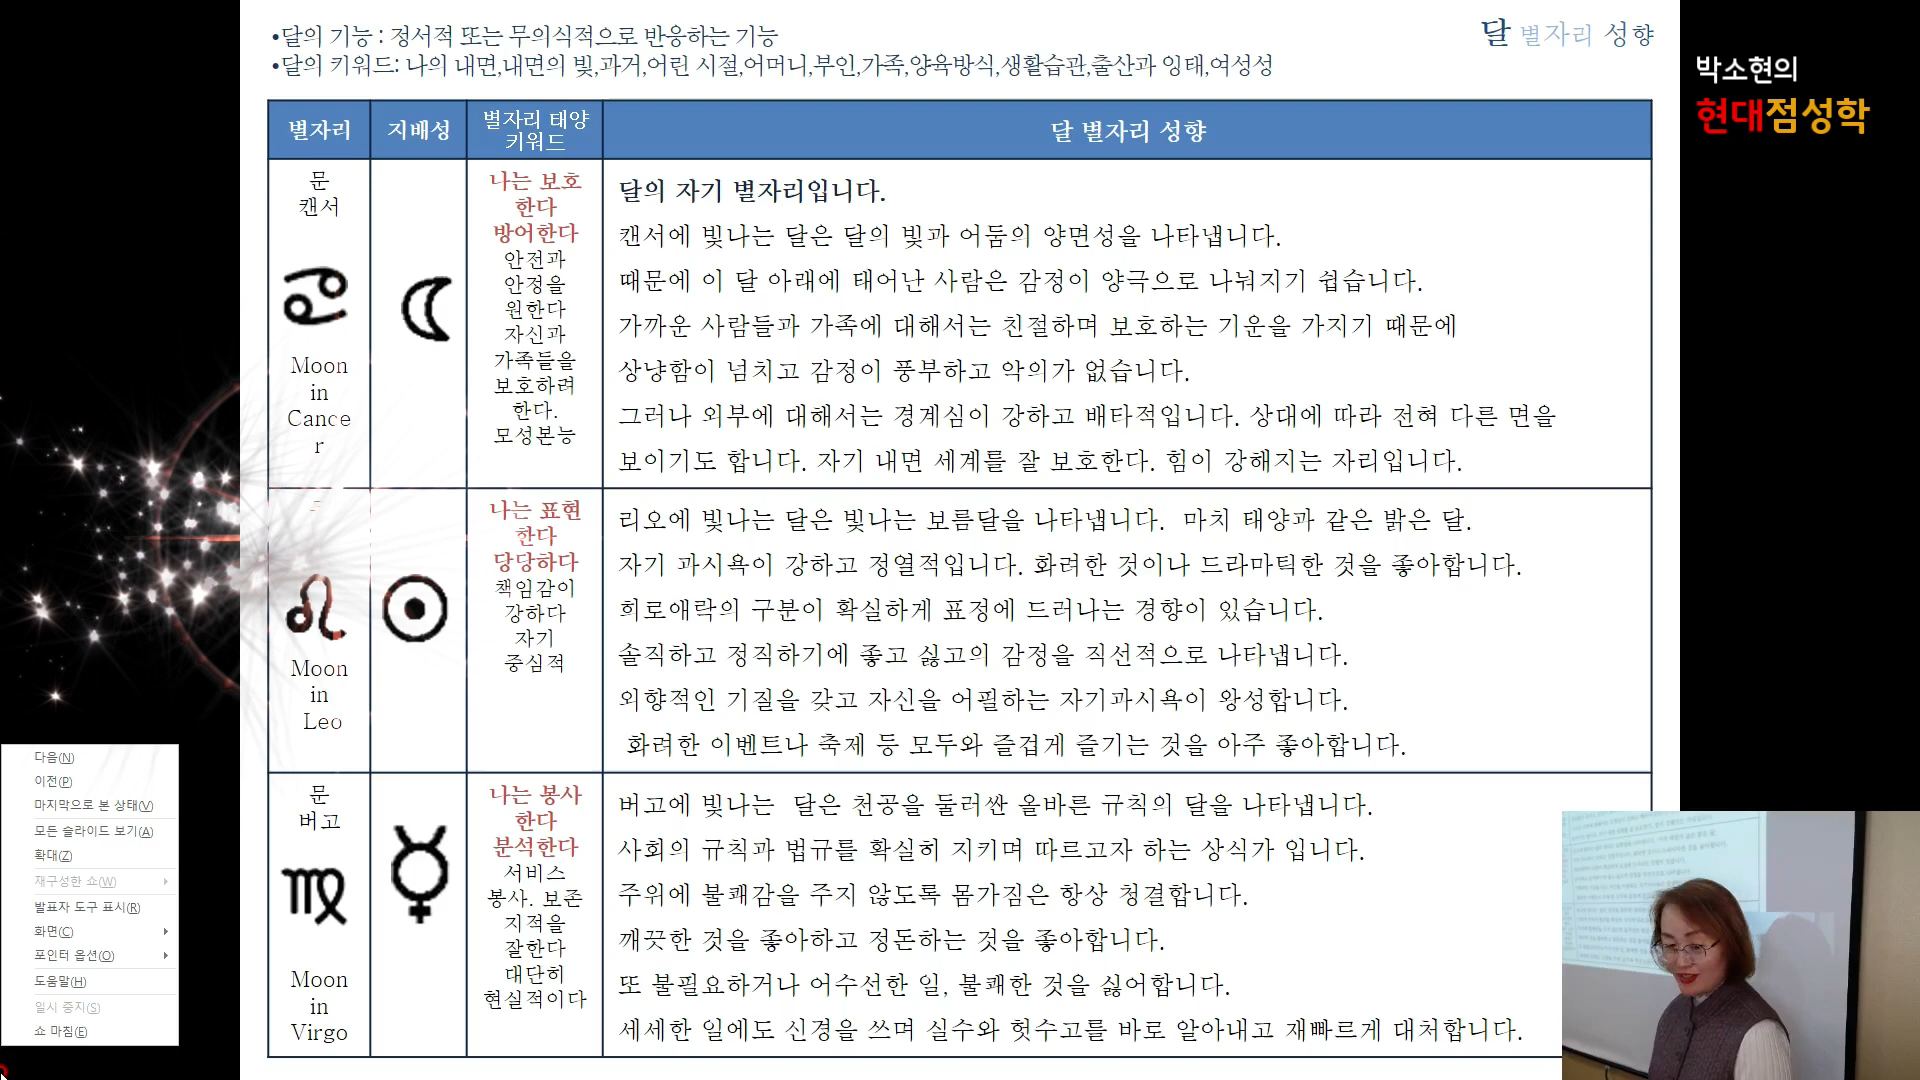 •달의 기능 : 정서적 또는 무의식적으로 반응하는 기능
•달의 키워드: 나의 내면,내면의 빛,과거,어린 시절,어머니,부인,가족,양육방식,생활습관,출산과 잉태,여성성
달 별자리 성향
박소현의
현대점성학
별자리
지배성
별자리 태양
키워드
달 별자리 성향
문
캔서
Moon
in
Cance
r
나는 보호
한다
방어한다
안전과
안정을
원한다
자신과
가족들을
보호하려
한다.
모성본능
달의 자기 별자리입니다.
캔서에 빛나는 달은 달의 빛과 어둠의 양면성을 나타냅니다.
때문에 이 달 아래에 태어난 사람은 감정이 양극으로 나눠지기 쉽습니다.
가까운 사람들과 가족에 대해서는 친절하며 보호하는 기운을 가지기 때문에
상냥함이 넘치고 감정이 풍부하고 악의가 없습니다.
그러나 외부에 대해서는 경계심이 강하고 배타적입니다. 상대에 따라 전혀 다른 면을
보이기도 합니다. 자기 내면 세계를 잘 보호한다. 힘이 강해지는 자리입니다.
Moon
in
Leo
나는 표현
한다
당당하다
책임감이
강하다
자기
중심적
리오에 빛나는 달은 빛나는 보름달을 나타냅니다. 마치 태양과 같은 밝은 달.
자기 과시욕이 강하고 정열적입니다. 화려한 것이나 드라마틱한 것을 좋아합니다.
희로애락의 구분이 확실하게 표정에 드러나는 경향이 있습니다.
솔직하고 정직하기에 좋고 싫고의 감정을 직선적으로 나타냅니다.
외향적인 기질을 갖고 자신을 어필하는 자기과시욕이 왕성합니다.
화려한 이벤트나 축제 등 모두와 즐겁게 즐기는 것을 아주 좋아합니다.
문
버고
Moon
in
Virgo
나는 봉사
한다
분석한다
서비스
봉사. 보존
지적을
잘한다
대단히
현실적이다
버고에 빛나는 달은 천공을 둘러싼 올바른 규칙의 달을 나타냅니다.
사회의 규칙과 법규를 확실히 지키며 따르고자 하는 상식가 입니다.
주위에 불쾌감을 주지 않도록 몸가짐은 항상 청결합니다.
깨끗한 것을 좋아하고 정돈하는 것을 좋아합니다.
또 불필요하거나 어수선한 일, 불쾌한 것을 싫어합니다.
세세한 일에도 신경을 쓰며 실수와 헛수고를 바로 알아내고 재빠르게 대처합니다.
다음(N)
이전(P)
마지막으로 본 상태(V)
모든 슬라이드 보기(A)
확대(Z)
재구성한 쇼(W)
발표자 도구 표시(R)
화면(C)
포인터 옵션(O)
도움말(H)
일시 중지(S)
쇼 마침(E)